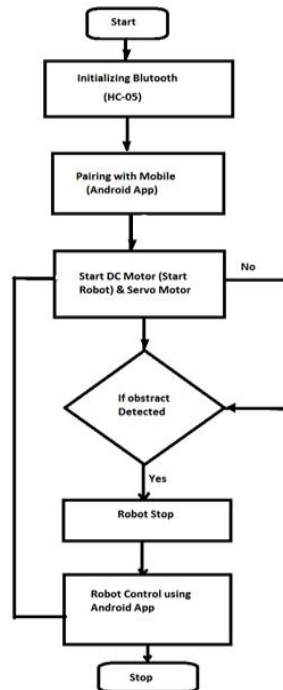 Start
Initializing Blutooth
(HC-05)
Pairing with Mobile
(Android App)
Start DC Motor (Start
Robot) & Servo Motor
No
If obstract
Detected
Yes
Robot Stop
Robot Control using
Android App
Stop